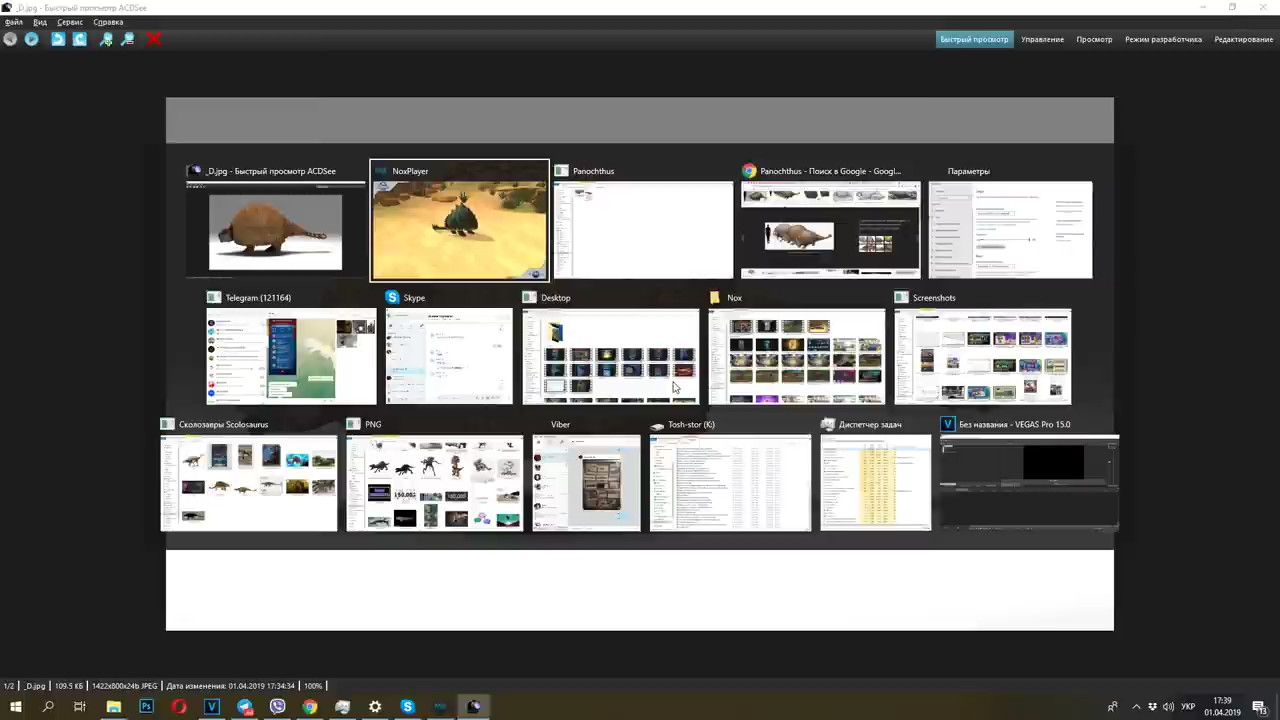 _D.jpg - Быстрый просмотр ACDSee
Файл Вид Сервис Справка
Быстрый просмотр Управление Просмотр Режим разработчика Редактирование
_D.jpg - Быстрый просмотр ACDSee
NoxPlayer
Panochthus
Panochthus - Поиск в Google - Googl...
Параметры
Telegram (121164)
Skype
Desktop
Nox
Screenshots
Сколозавры Scolosaurus
PNG
Viber
Tosh-stor (K:)
Диспетчер задач
Без названия - VEGAS Pro 15.0
1/2 _D.jpg 109.5 КБ 1422x800x24b JPEG Дата изменения: 01.04.2019 17:34:34 100%
УКР
17:39
01.04.2019
13